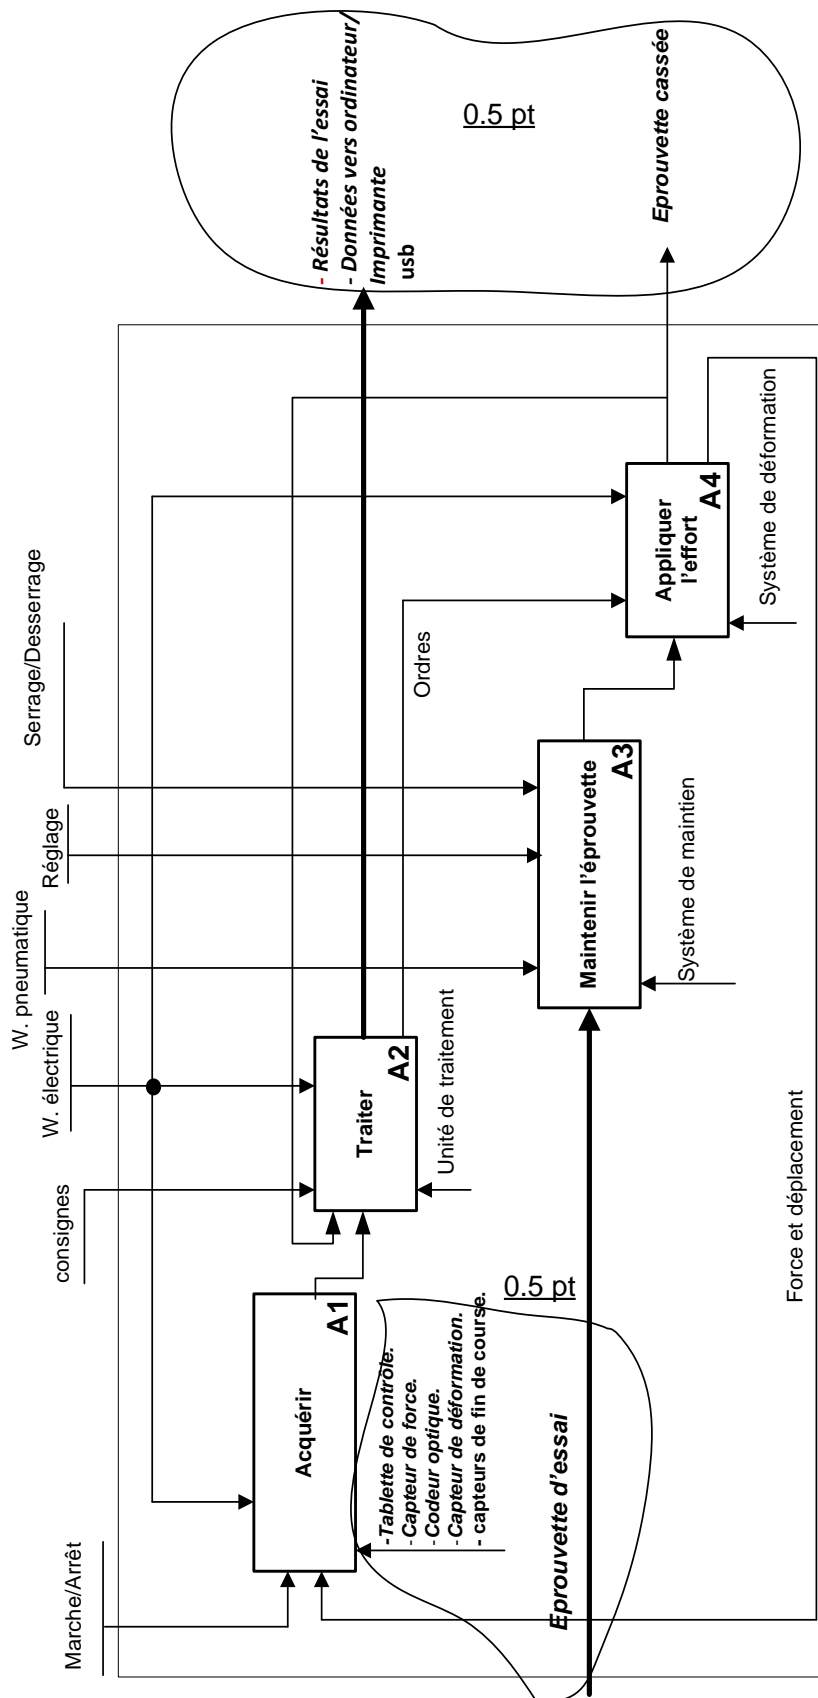 Marche/Arrêt
consignes
W. électrique
W. pneumatique
Réglage
Serrage/Desserrage
Acquérir
A1
- Tablette de contrôle.
- Capteur de force.
- Codeur optique.
- Capteur de déformation.
- capteurs de fin de course.
0.5 pt
Traiter
A2
Unité de traitement
Ordres
- Résultats de l'essai
- Données vers ordinateur/
Imprimante
usb
0.5 pt
Eprouvette cassée
Eprouvette d'essai
Maintenir l'éprouvette
A3
Système de maintien
Appliquer
l'effort
A4
Système de déformation
Force et déplacement